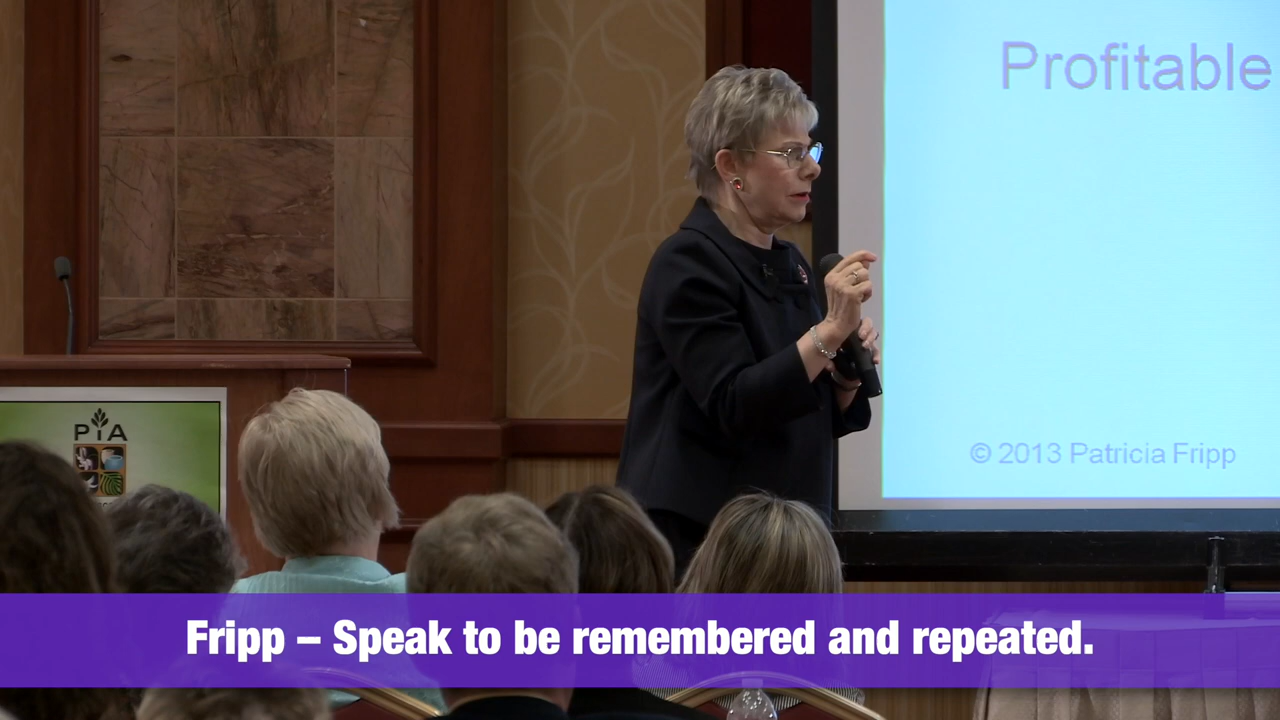 Profitable
© 2013 Patricia Fripp
PIA
Fripp – Speak to be remembered and repeated.